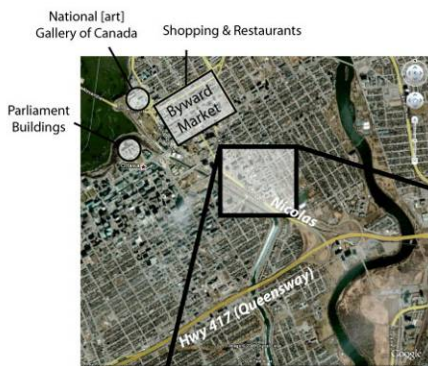 National [art]
Gallery of Canada
Shopping & Restaurants
Parliament
Buildings
Byward
Market
Nicolas
Hwy 417 (Queensway)
Google